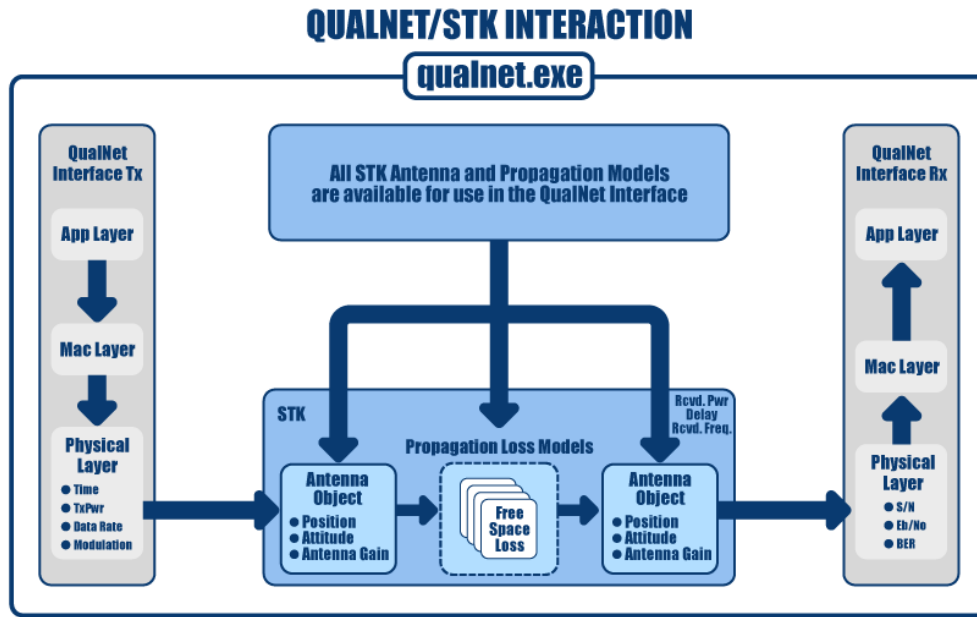 QUALNET/STK INTERACTION
qualnet.exe
QualNet
Interface Tx
App Layer
Mac Layer
Physical
Layer
Time
TxPwr
Data Rate
Modulation
All STK Antenna and Propagation Models
are available for use in the QualNet Interface
STK
Rcvd. Pwr
Delay
Rcvd. Freq.
Propagation Loss Models
Antenna
Object
Position
Attitude
Antenna Gain
Free
Space
Loss
Antenna
Object
Position
Attitude
Antenna Gain
QualNet
Interface Rx
App Layer
Mac Layer
Physical
Layer
S/N
Eb/No
BER